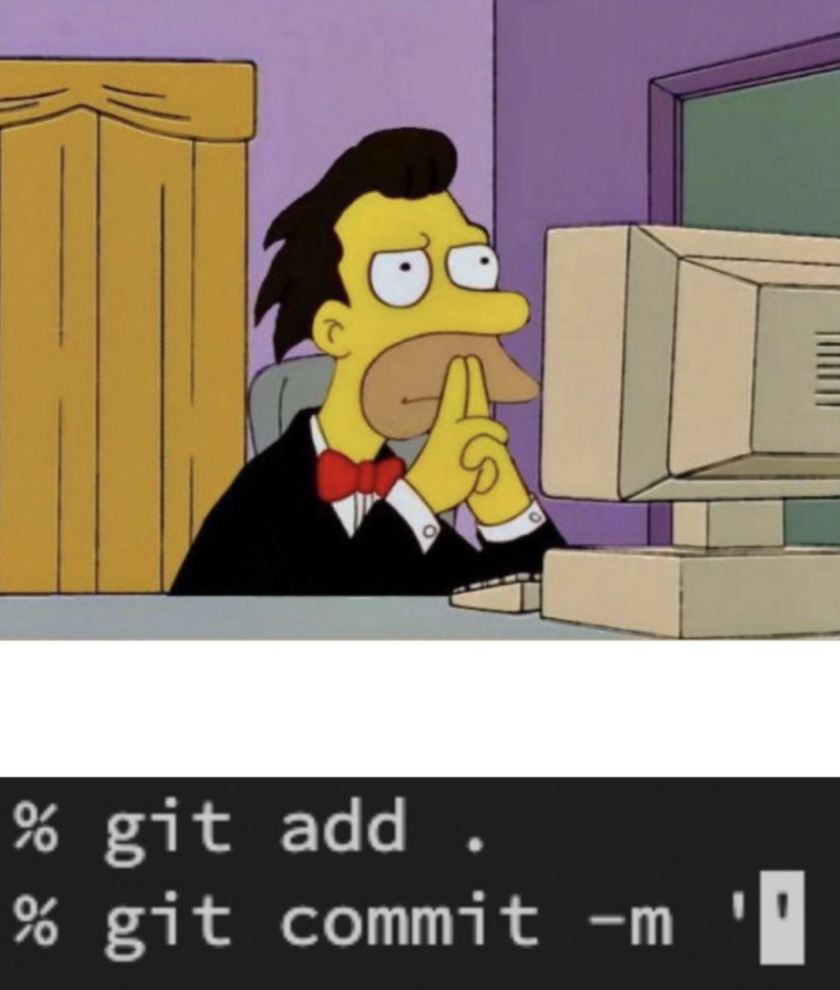 % git add .
% git commit -m ''